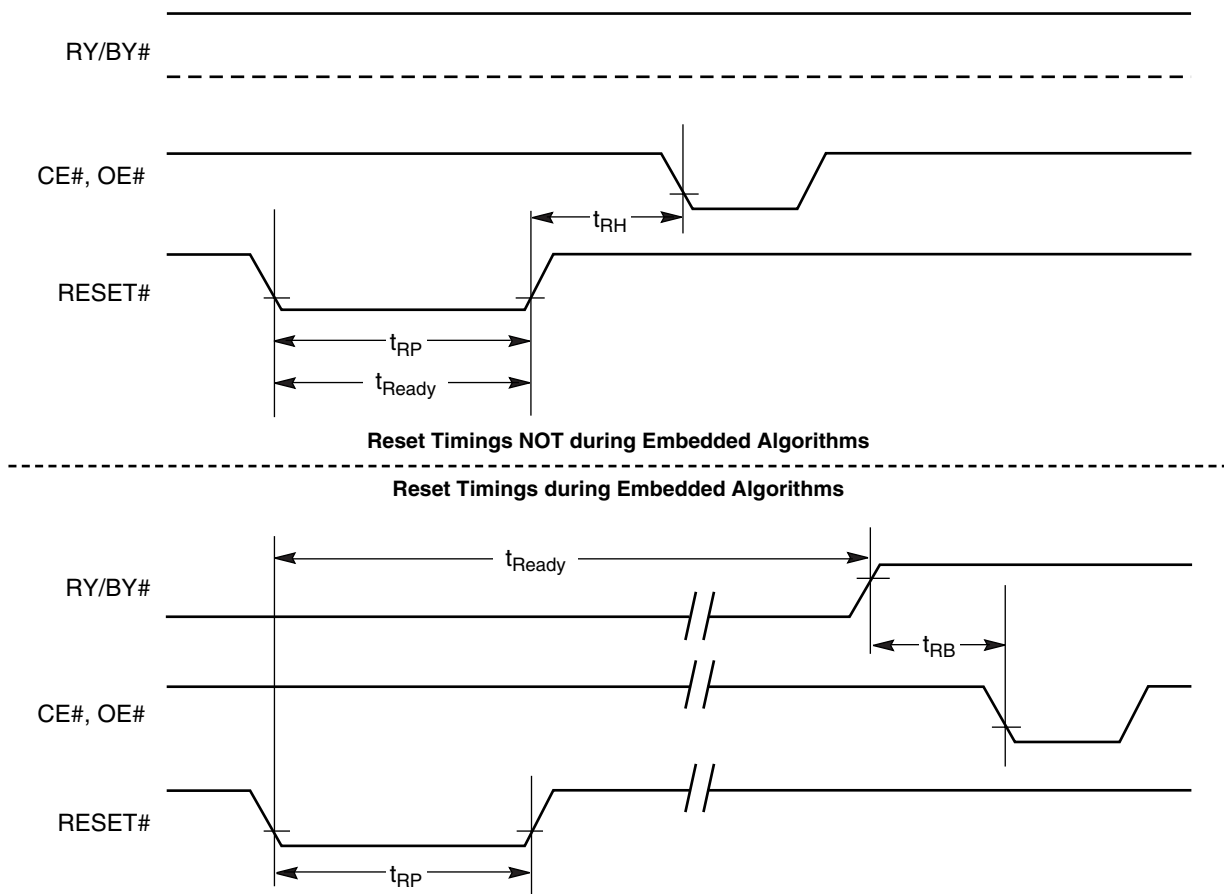 RY/BY#
CE#, OE#
tRH
RESET#
tRP
tReady
Reset Timings NOT during Embedded Algorithms
Reset Timings during Embedded Algorithms
tReady
RY/BY#
tRB
CE#, OE#
RESET#
tRP